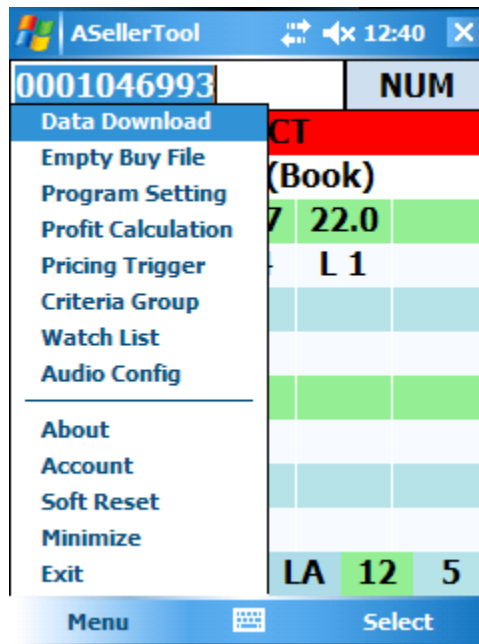 ASellerTool 12:40
0001046993 NUM
Data Download CT
Empty Buy File
Program Setting (Book)
Profit Calculation 7 22.0
Pricing Trigger L 1
Criteria Group
Watch List
Audio Config
About
Account
Soft Reset
Minimize
Exit LA 12 5
Menu Select